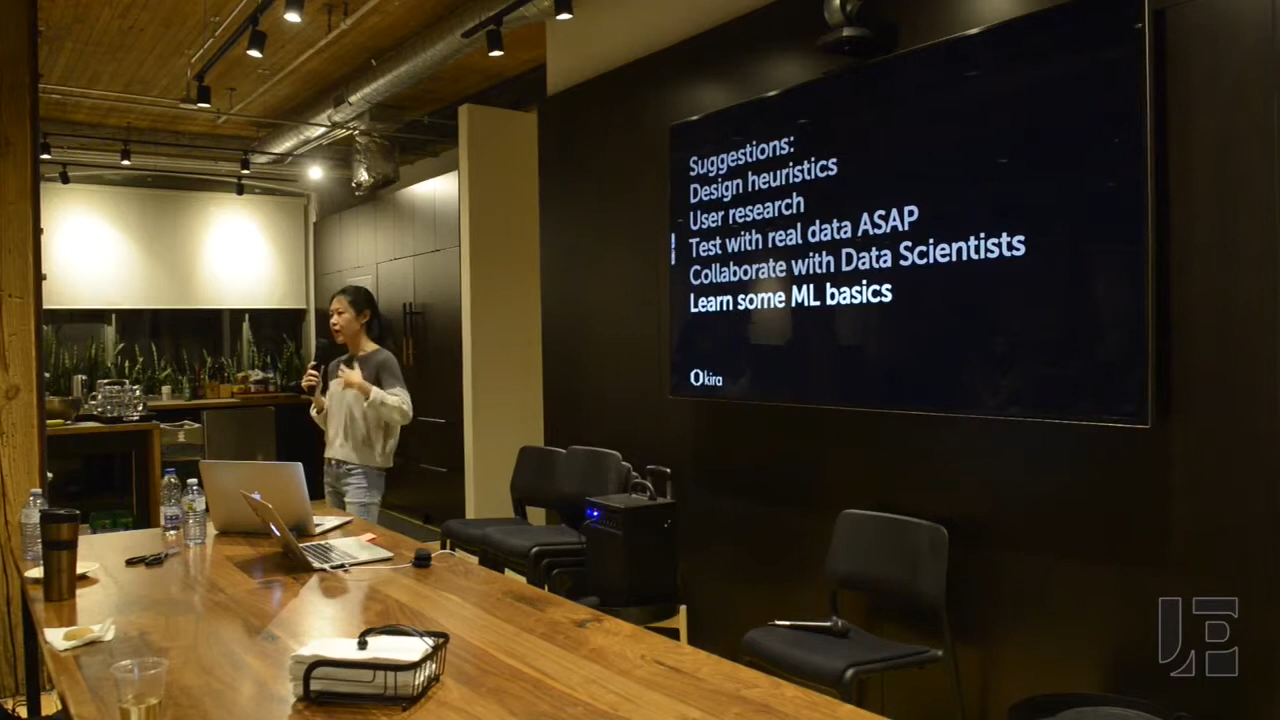 Suggestions:
Design heuristics
User research
Test with real data ASAP
Collaborate with Data Scientists
Learn some ML basics
kira